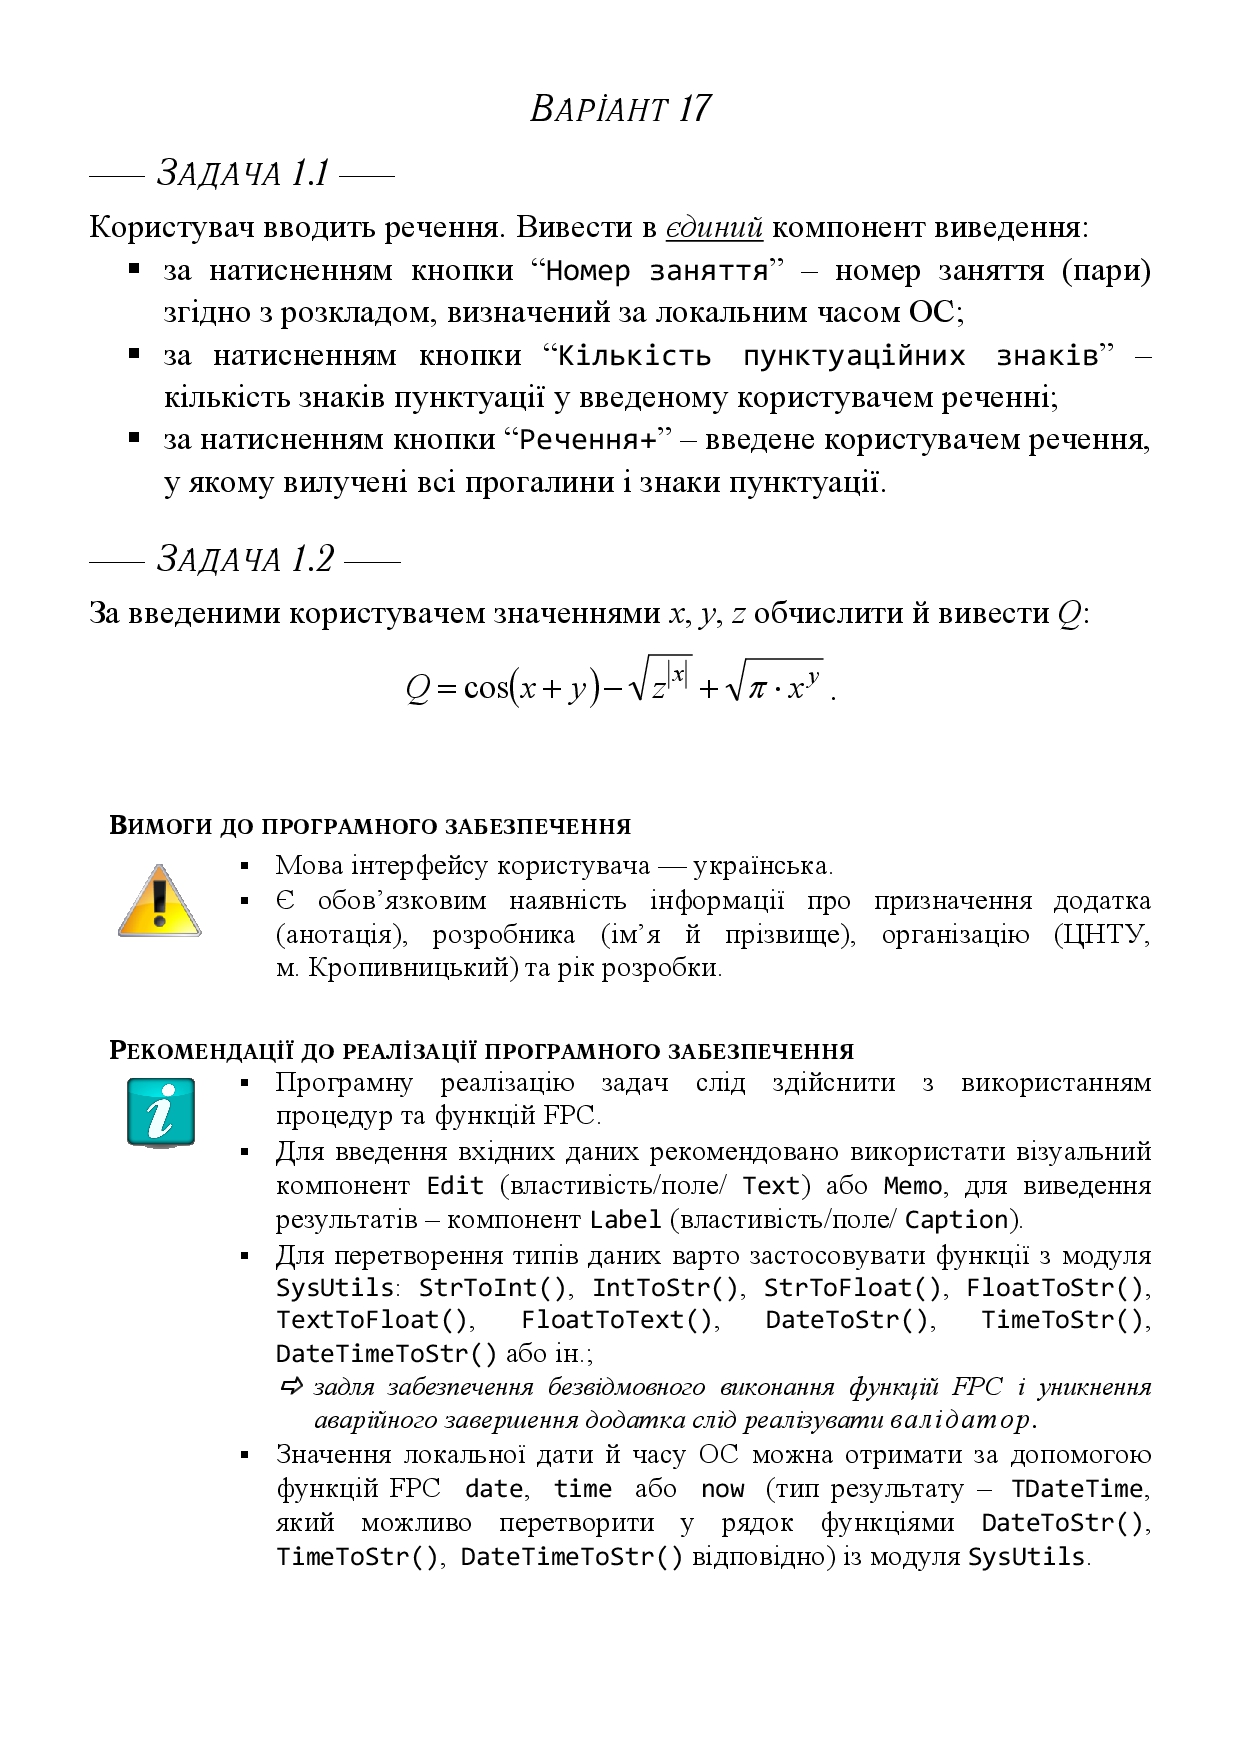 ВАРІАНТ 17
—— ЗАДАЧА 1.1 ——
Користувач вводить речення. Вивести в єдиний компонент виведення:
▪ за натисненням кнопки “Номер заняття” – номер заняття (пари)
згідно з розкладом, визначений за локальним часом ОС;
▪ за натисненням кнопки “Кількість пунктуаційних знаків” –
кількість знаків пунктуації у введеному користувачем реченні;
▪ за натисненням кнопки “Речення+” – введене користувачем речення,
у якому вилучені всі прогалини і знаки пунктуації.
—— ЗАДАЧА 1.2 ——
За введеними користувачем значеннями x, y, z обчислити й вивести Q:
Q = cos(x + y) − √z^|x| + √π · x^y .
ВИМОГИ ДО ПРОГРАМНОГО ЗАБЕЗПЕЧЕННЯ
▪ Мова інтерфейсу користувача — українська.
▪ Є обов’язковим наявність інформації про призначення додатка
(анотація), розробника (ім’я й прізвище), організацію (ЦНТУ,
м. Кропивницький) та рік розробки.
РЕКОМЕНДАЦІЇ ДО РЕАЛІЗАЦІЇ ПРОГРАМНОГО ЗАБЕЗПЕЧЕННЯ
▪ Програмну реалізацію задач слід здійснити з використанням
процедур та функцій FPC.
▪ Для введення вхідних даних рекомендовано використати візуальний
компонент Edit (властивість/поле/ Text) або Memo, для виведення
результатів – компонент Label (властивість/поле/ Caption).
▪ Для перетворення типів даних варто застосовувати функції з модуля
SysUtils: StrToInt(), IntToStr(), StrToFloat(), FloatToStr(),
TextToFloat(), FloatToText(), DateToStr(), TimeToStr(),
DateTimeToStr() або ін.;
➪ задля забезпечення безвідмовного виконання функцій FPC і уникнення
аварійного завершення додатка слід реалізувати валідатор.
▪ Значення локальної дати й часу ОС можна отримати за допомогою
функцій FPC date, time або now (тип результату – TDateTime,
який можливо перетворити у рядок функціями DateToStr(),
TimeToStr(), DateTimeToStr() відповідно) із модуля SysUtils.